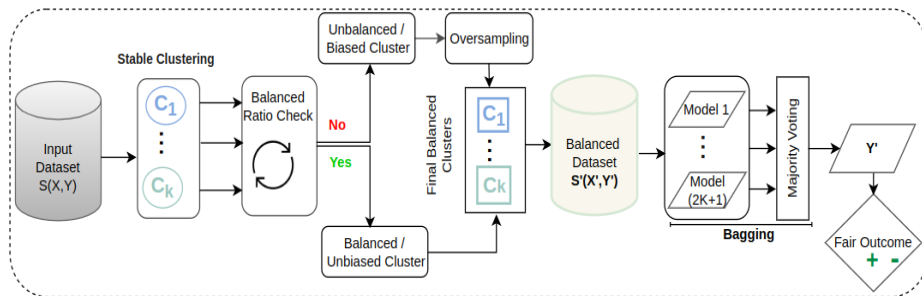 Stable Clustering
Input
Dataset
S(X,Y)
C1
Ck
Balanced
Ratio Check
No
Yes
Unbalanced /
Biased Cluster
Oversampling
Balanced /
Unbiased Cluster
Final Balanced
Clusters
C1
Ck
Balanced
Dataset
S'(X',Y')
Model 1
Model
(2K+1)
Bagging
Majority Voting
Y'
Fair Outcome
+ -